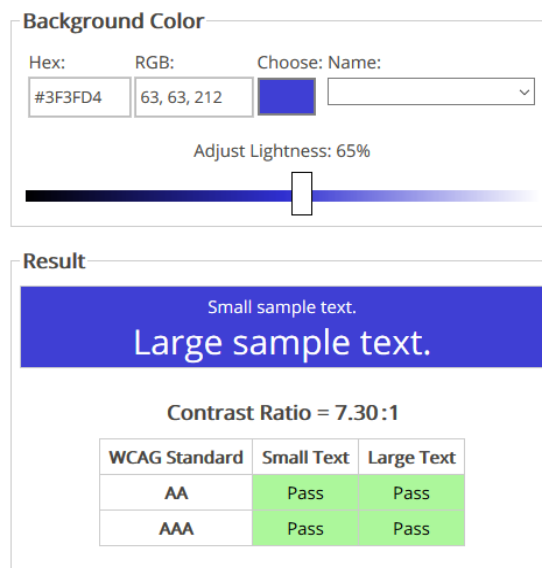 Background Color
Hex: RGB: Choose: Name:
#3F3FD4 63, 63, 212
Adjust Lightness: 65%
Result
Small sample text.
Large sample text.
Contrast Ratio = 7.30:1
WCAG Standard Small Text Large Text
AA Pass Pass
AAA Pass Pass